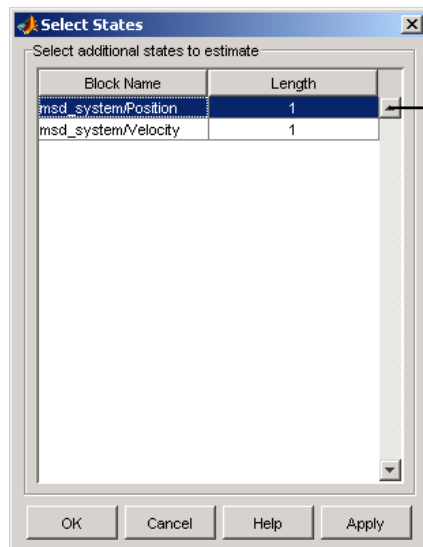 Select States
Select additional states to estimate
Block Name Length
msd_system/Position 1
msd_system/Velocity 1
OK Cancel Help Apply